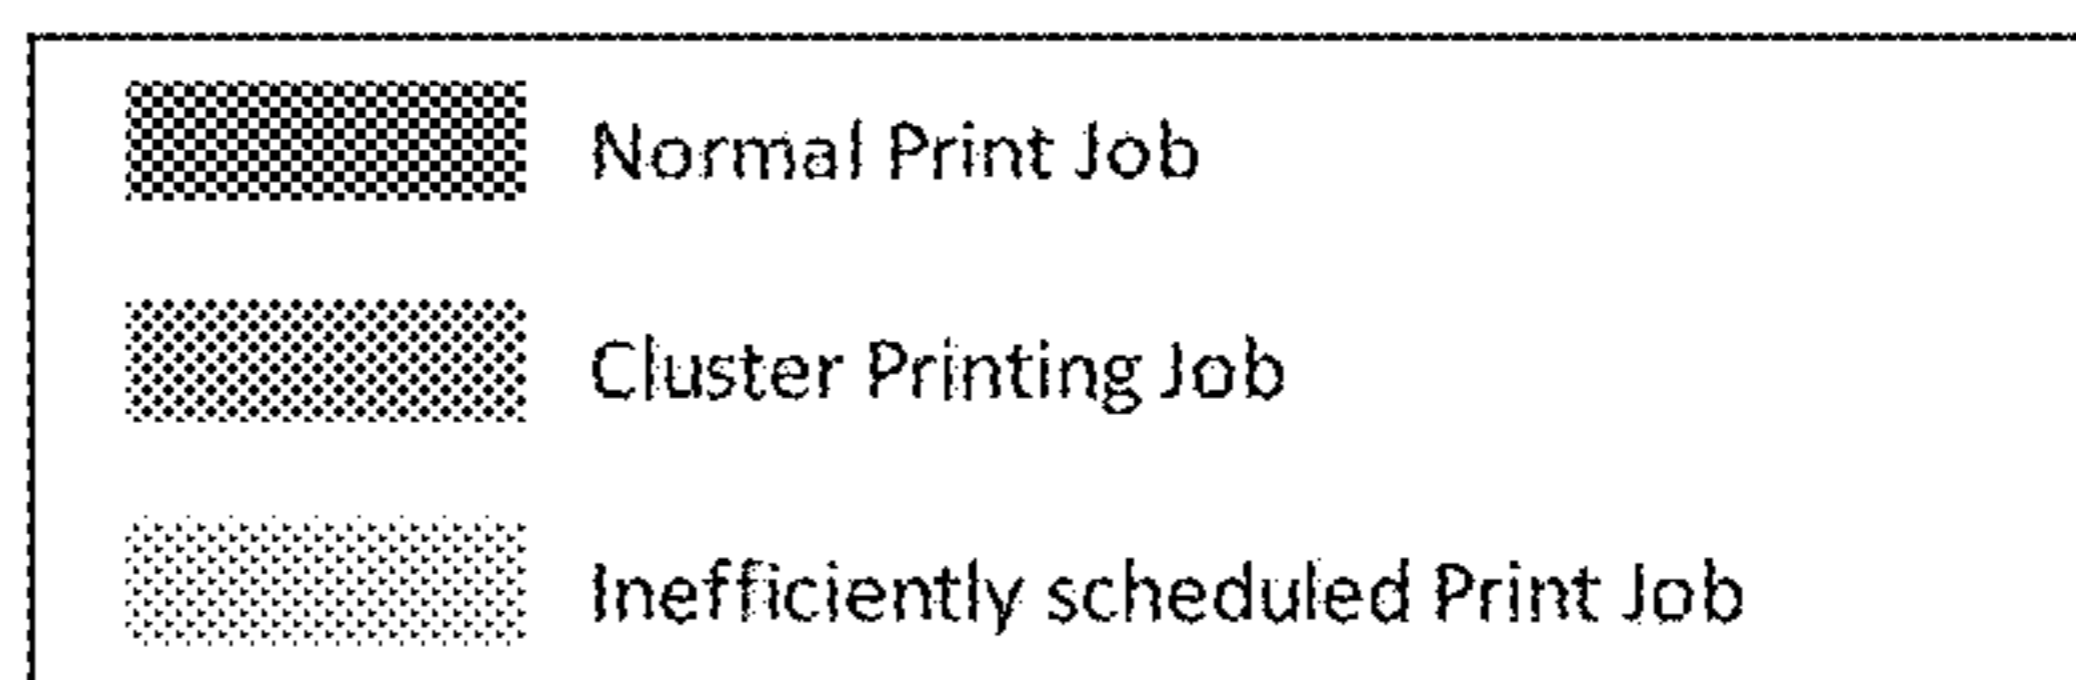 Normal Print Job
Cluster Printing Job
Inefficiently scheduled Print Job